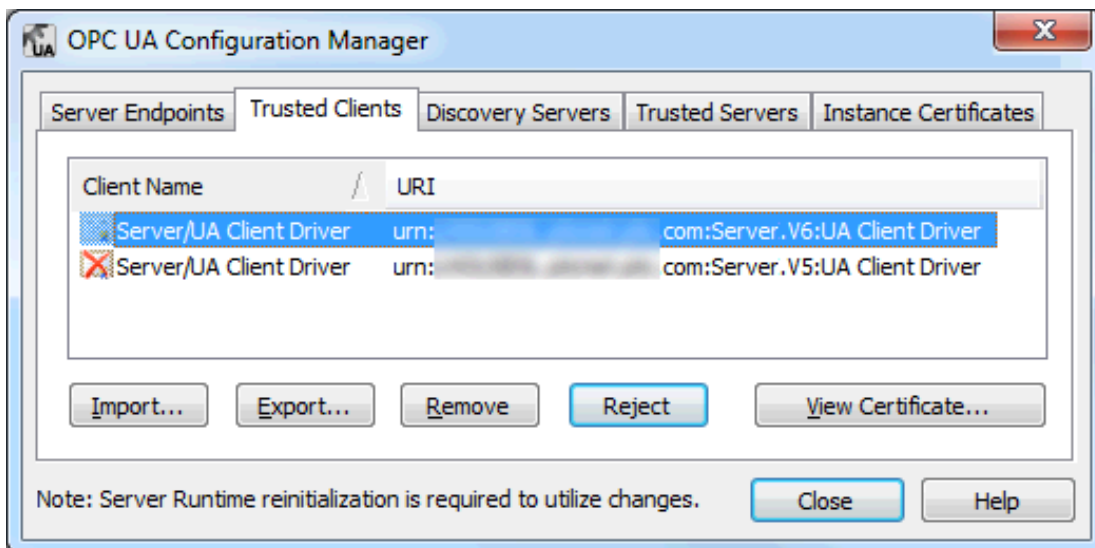 OPC UA Configuration Manager
Server Endpoints Trusted Clients Discovery Servers Trusted Servers Instance Certificates
Client Name URI
Server/UA Client Driver urn: com:Server.V6:UA Client Driver
Server/UA Client Driver urn: com:Server.V5:UA Client Driver
Import... Export... Remove Reject View Certificate...
Note: Server Runtime reinitialization is required to utilize changes. Close Help